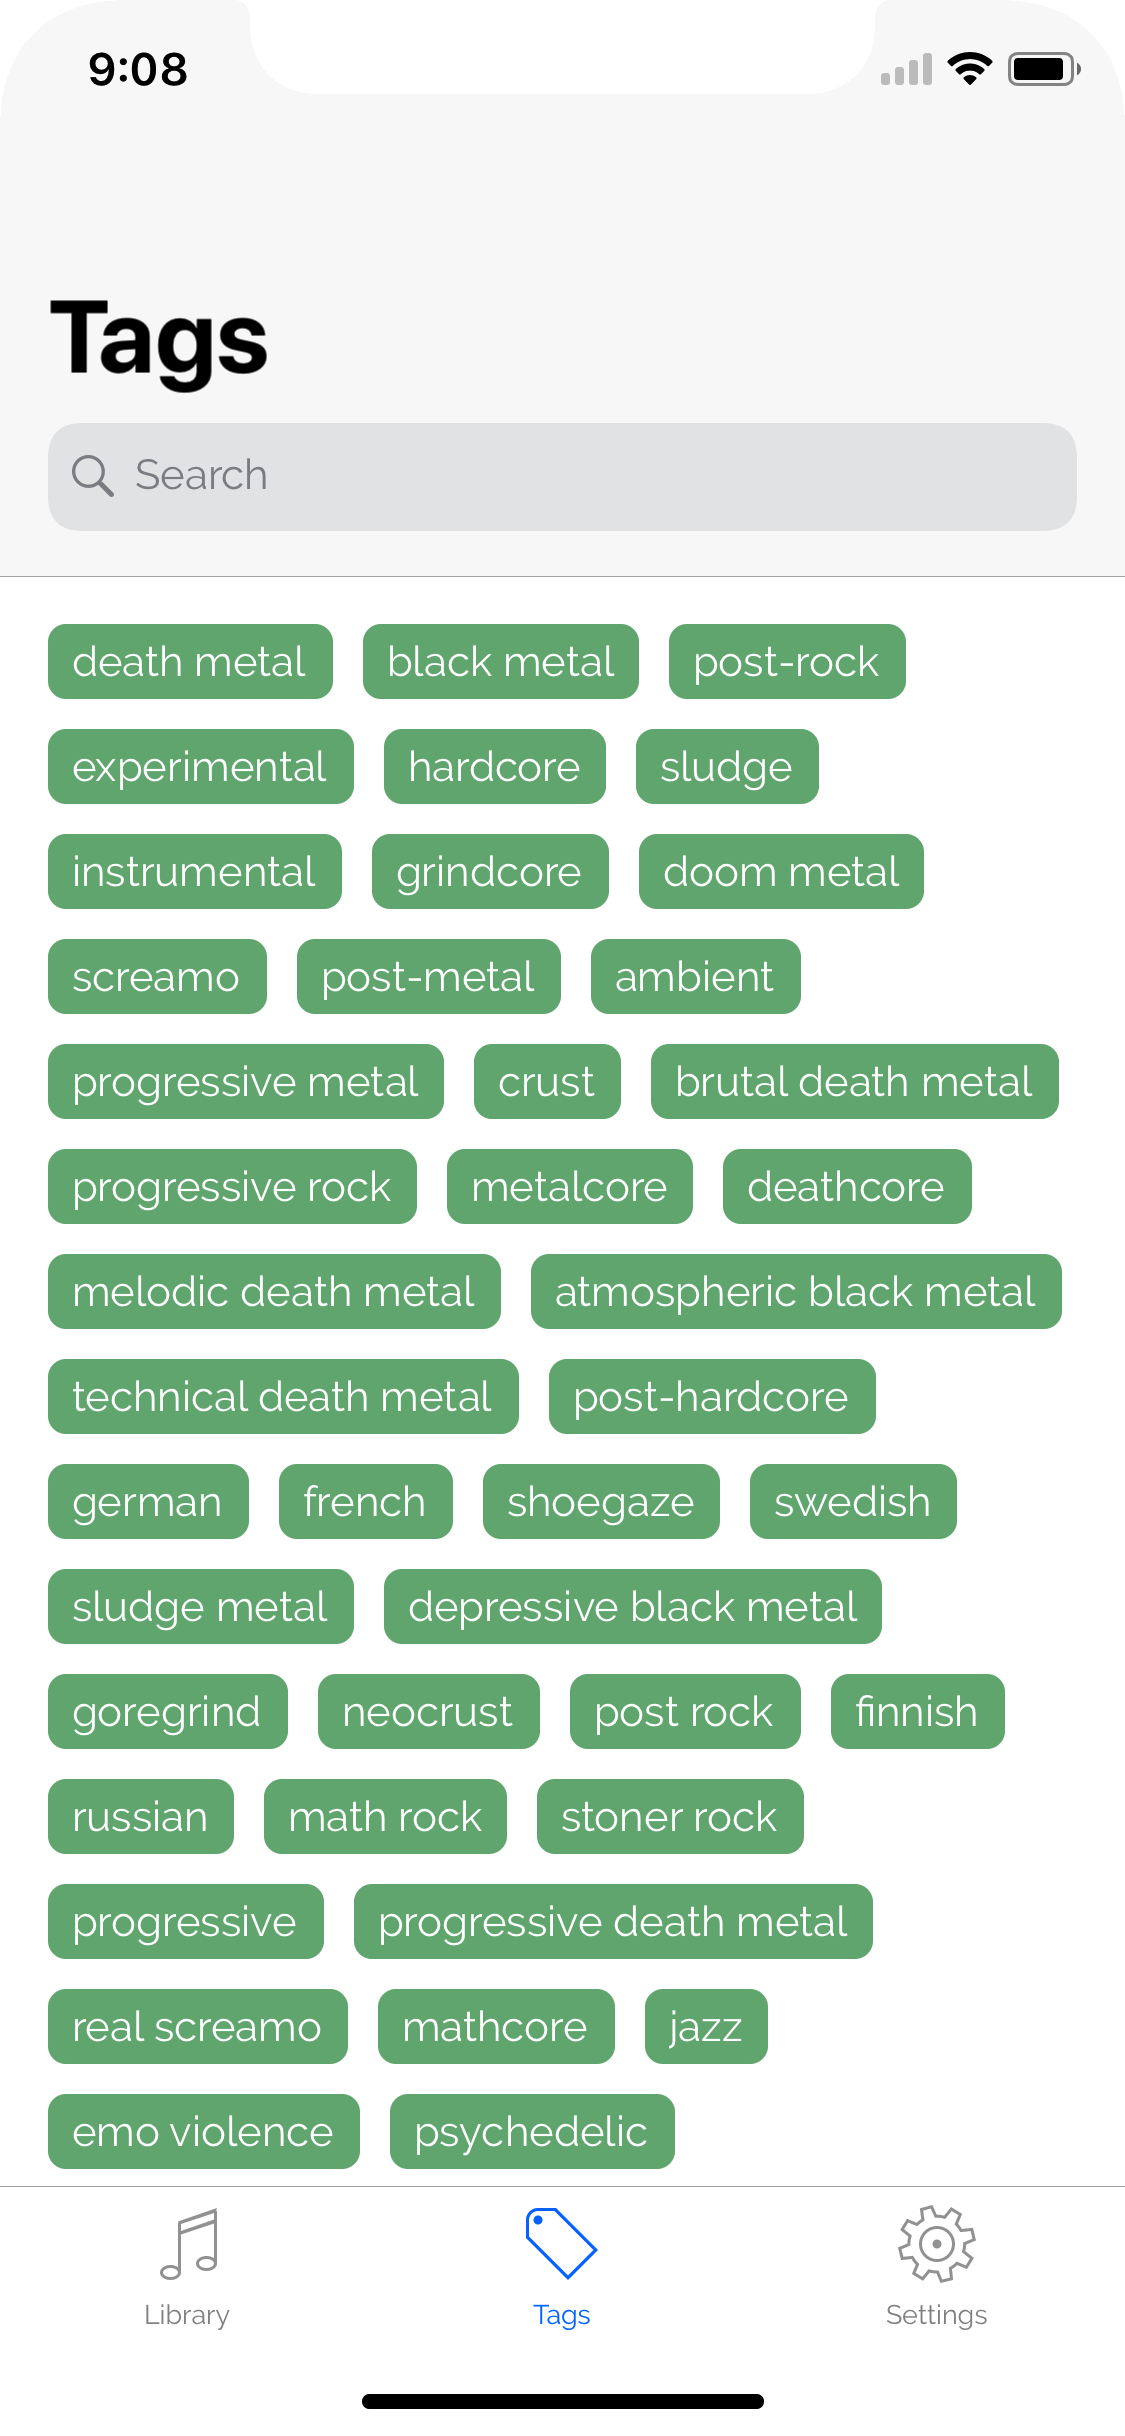 9:08
Tags
Search
death metal black metal post-rock
experimental hardcore sludge
instrumental grindcore doom metal
screamo post-metal ambient
progressive metal crust brutal death metal
progressive rock metalcore deathcore
melodic death metal atmospheric black metal
technical death metal post-hardcore
german french shoegaze swedish
sludge metal depressive black metal
goregrind neocrust post rock finnish
russian math rock stoner rock
progressive progressive death metal
real screamo mathcore jazz
emo violence psychedelic
Library Tags Settings